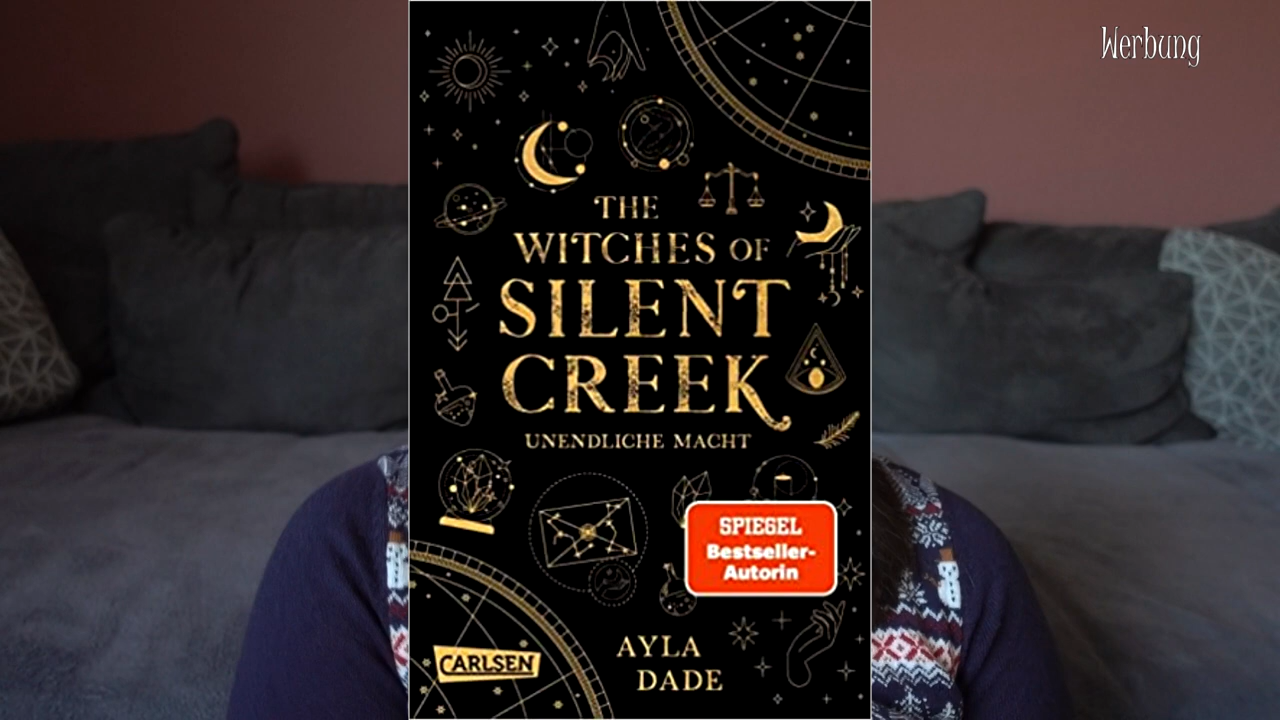 Werbung
THE
WITCHES OF
SILENT
CREEK
UNENDLICHE MACHT
SPIEGEL
Bestseller-
Autorin
AYLA
DADE
CARLSEN